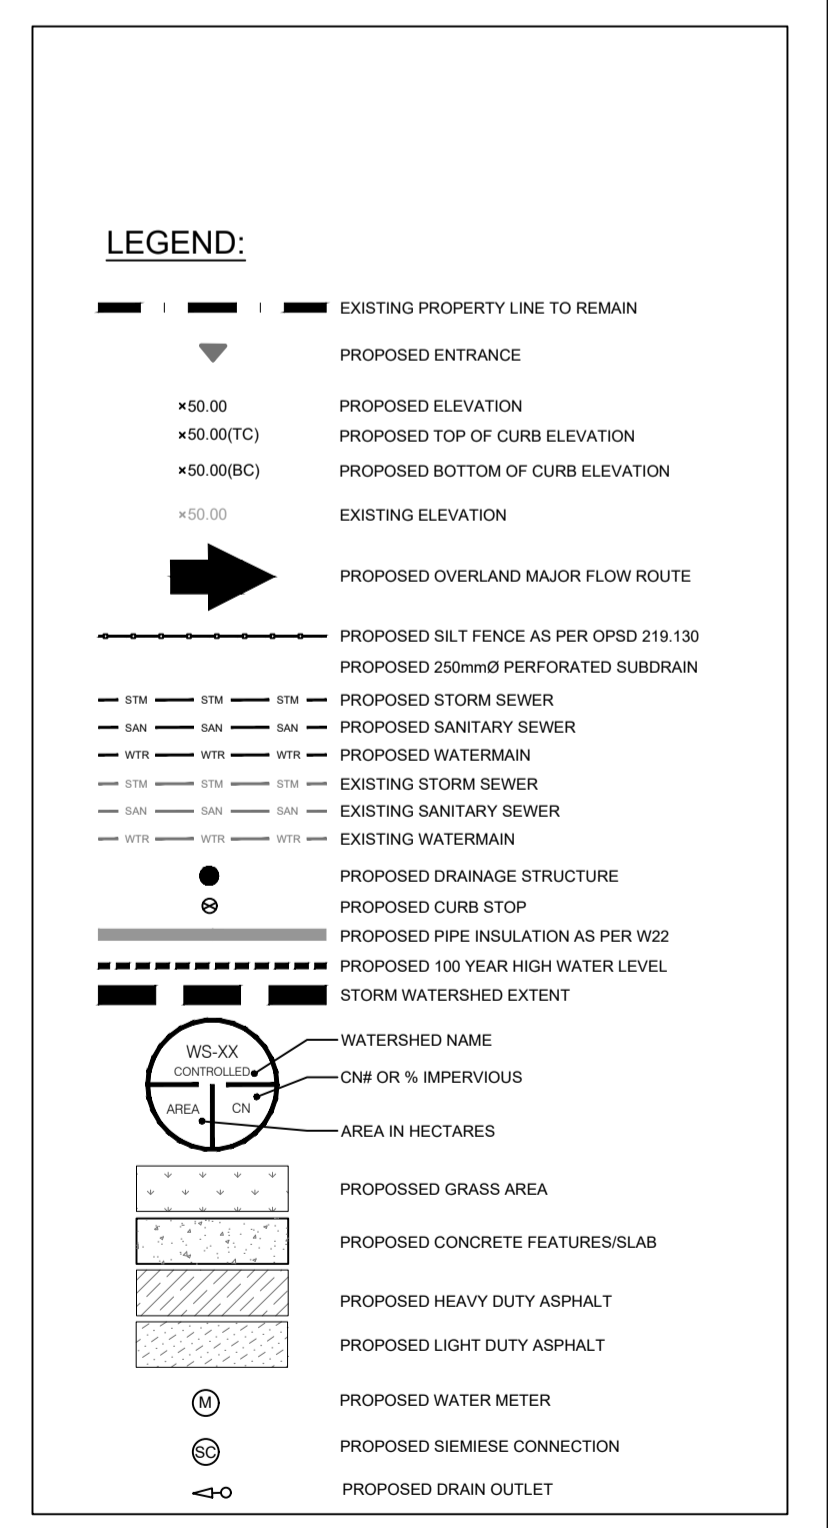 LEGEND:
EXISTING PROPERTY LINE TO REMAIN
PROPOSED ENTRANCE
×50.00 PROPOSED ELEVATION
×50.00(TC) PROPOSED TOP OF CURB ELEVATION
×50.00(BC) PROPOSED BOTTOM OF CURB ELEVATION
×50.00 EXISTING ELEVATION
PROPOSED OVERLAND MAJOR FLOW ROUTE
PROPOSED SILT FENCE AS PER OPSD 219.130
PROPOSED 250mmØ PERFORATED SUBDRAIN
STM STM STM PROPOSED STORM SEWER
SAN SAN SAN PROPOSED SANITARY SEWER
WTR WTR WTR PROPOSED WATERMAIN
STM STM STM EXISTING STORM SEWER
SAN SAN SAN EXISTING SANITARY SEWER
WTR WTR WTR EXISTING WATERMAIN
PROPOSED DRAINAGE STRUCTURE
PROPOSED CURB STOP
PROPOSED PIPE INSULATION AS PER W22
PROPOSED 100 YEAR HIGH WATER LEVEL
STORM WATERSHED EXTENT
WS-XX
CONTROLLED
AREA CN
WATERSHED NAME
CN# OR % IMPERVIOUS
AREA IN HECTARES
PROPOSSED GRASS AREA
PROPOSED CONCRETE FEATURES/SLAB
PROPOSED HEAVY DUTY ASPHALT
PROPOSED LIGHT DUTY ASPHALT
M PROPOSED WATER METER
SC PROPOSED SIEMIESE CONNECTION
PROPOSED DRAIN OUTLET